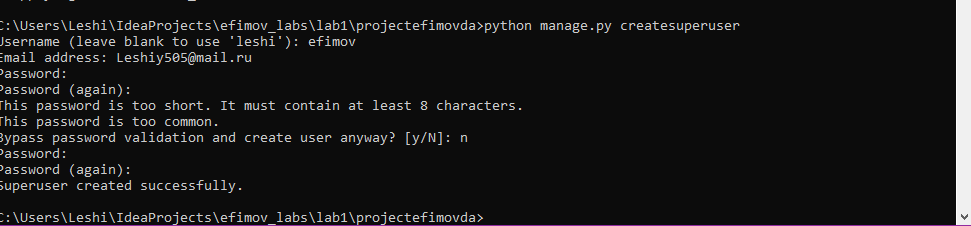 C:\Users\Leshi\IdeaProjects\efimov_labs\lab1\projectefimovda>python manage.py createsuperuser
Username (leave blank to use 'leshi'): efimov
Email address: Leshiy505@mail.ru
Password:
Password (again):
This password is too short. It must contain at least 8 characters.
This password is too common.
Bypass password validation and create user anyway? [y/N]: n
Password:
Password (again):
Superuser created successfully.
C:\Users\Leshi\IdeaProjects\efimov_labs\lab1\projectefimovda>